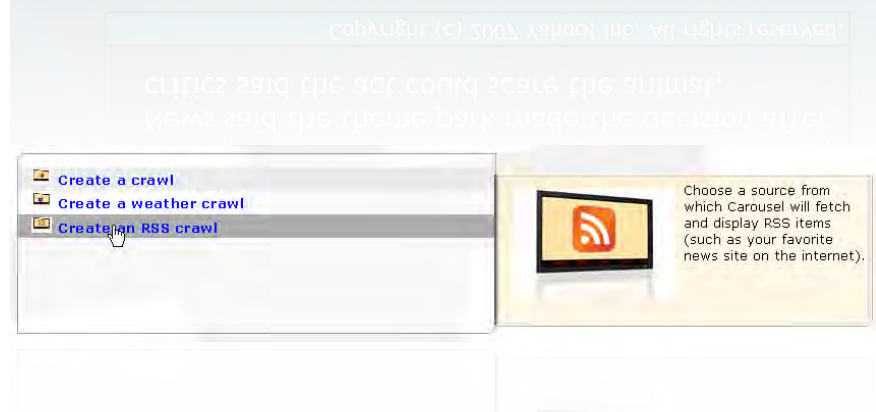 Copyright (c) 2007 Yahoo! Inc. All rights reserved.
critics said the act could scare the animal.
News said the theme park made the decision after
Create a crawl
Create a weather crawl
Create an RSS crawl
Choose a source from
which Carousel will fetch
and display RSS items
(such as your favorite
news site on the internet).